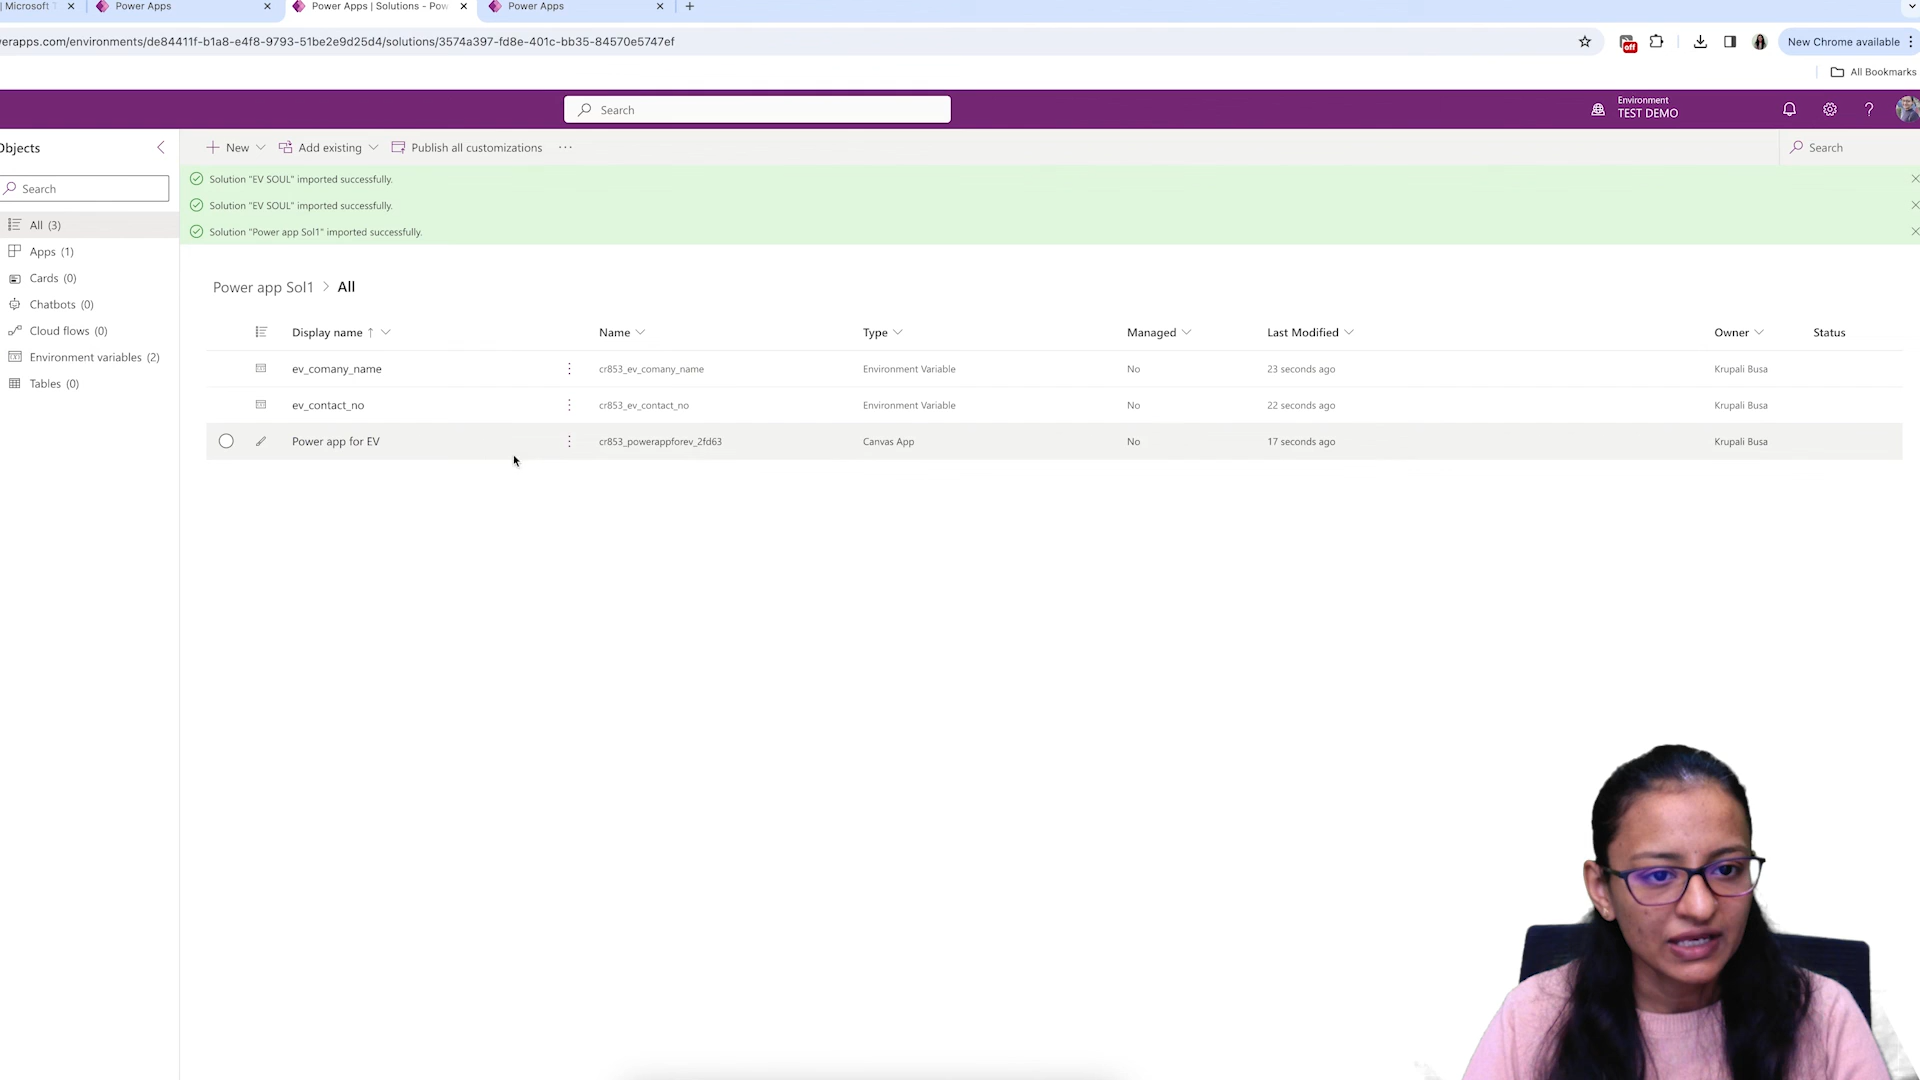 | Microsoft
Power Apps
Power Apps | Solutions - Pow
Power Apps
erapps.com/environments/de84411f-b1a8-e4f8-9793-51be2e9d25d4/solutions/3574a397-fd8e-401c-bb35-84570e5747ef
off
New Chrome available
All Bookmarks
Search
Environment
TEST DEMO
Objects
New
Add existing
Publish all customizations
Search
Search
Solution "EV SOUL" imported successfully.
Solution "EV SOUL" imported successfully.
Solution "Power app Sol1" imported successfully.
All (3)
Apps (1)
Cards (0)
Chatbots (0)
Cloud flows (0)
Environment variables (2)
Tables (0)
Power app Sol1 > All
Display name ↑ Name Type Managed Last Modified Owner Status
ev_comany_name cr853_ev_comany_name Environment Variable No 23 seconds ago Krupali Busa
ev_contact_no cr853_ev_contact_no Environment Variable No 22 seconds ago Krupali Busa
Power app for EV cr853_powerappforev_2fd63 Canvas App No 17 seconds ago Krupali Busa